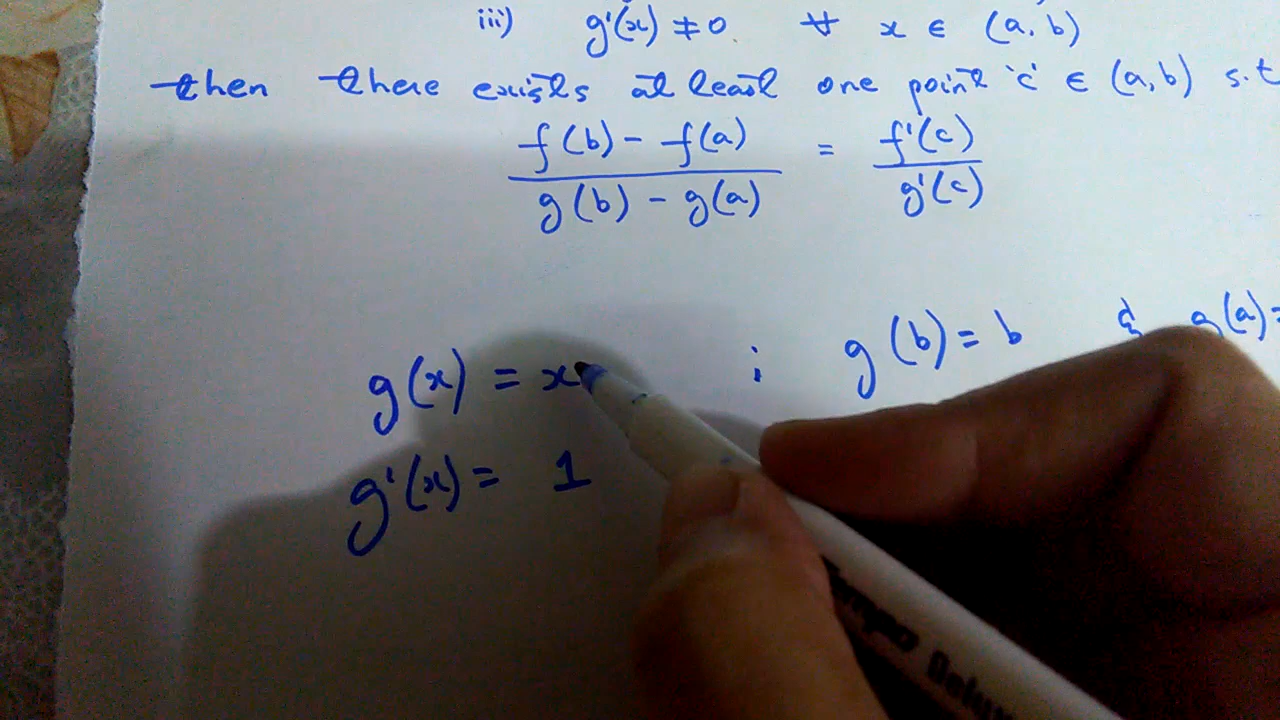 iii) g'(x) ≠ 0 ∀ x ∈ (a, b)
then there exists at least one point 'c' ∈ (a, b) s.t
f(b) - f(a) / g(b) - g(a) = f'(c) / g'(c)
g(x) = x ; g(b) = b & g(a) =
g'(x) = 1